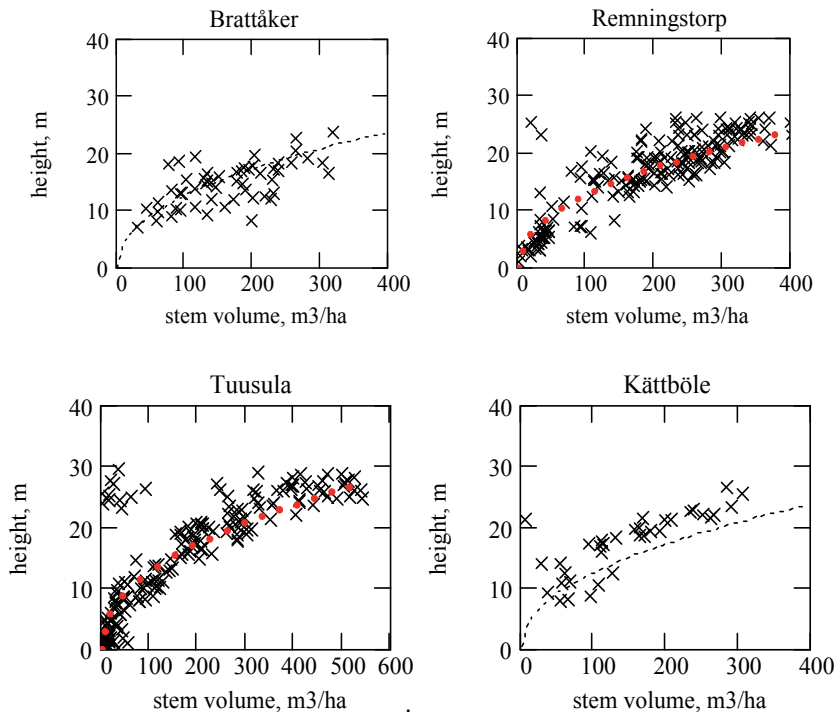 Brattåker
40
30
20
10
0
height, m
0 100 200 300 400
stem volume, m3/ha
Remningstorp
40
30
20
10
0
height, m
0 100 200 300 400
stem volume, m3/ha
Tuusula
40
30
20
10
0
height, m
0 100 200 300 400 500 600
stem volume, m3/ha
.
Kättböle
40
30
20
10
0
height, m
0 100 200 300 400
stem volume, m3/ha